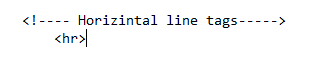 <!---- Horizintal line tags----->
<hr>